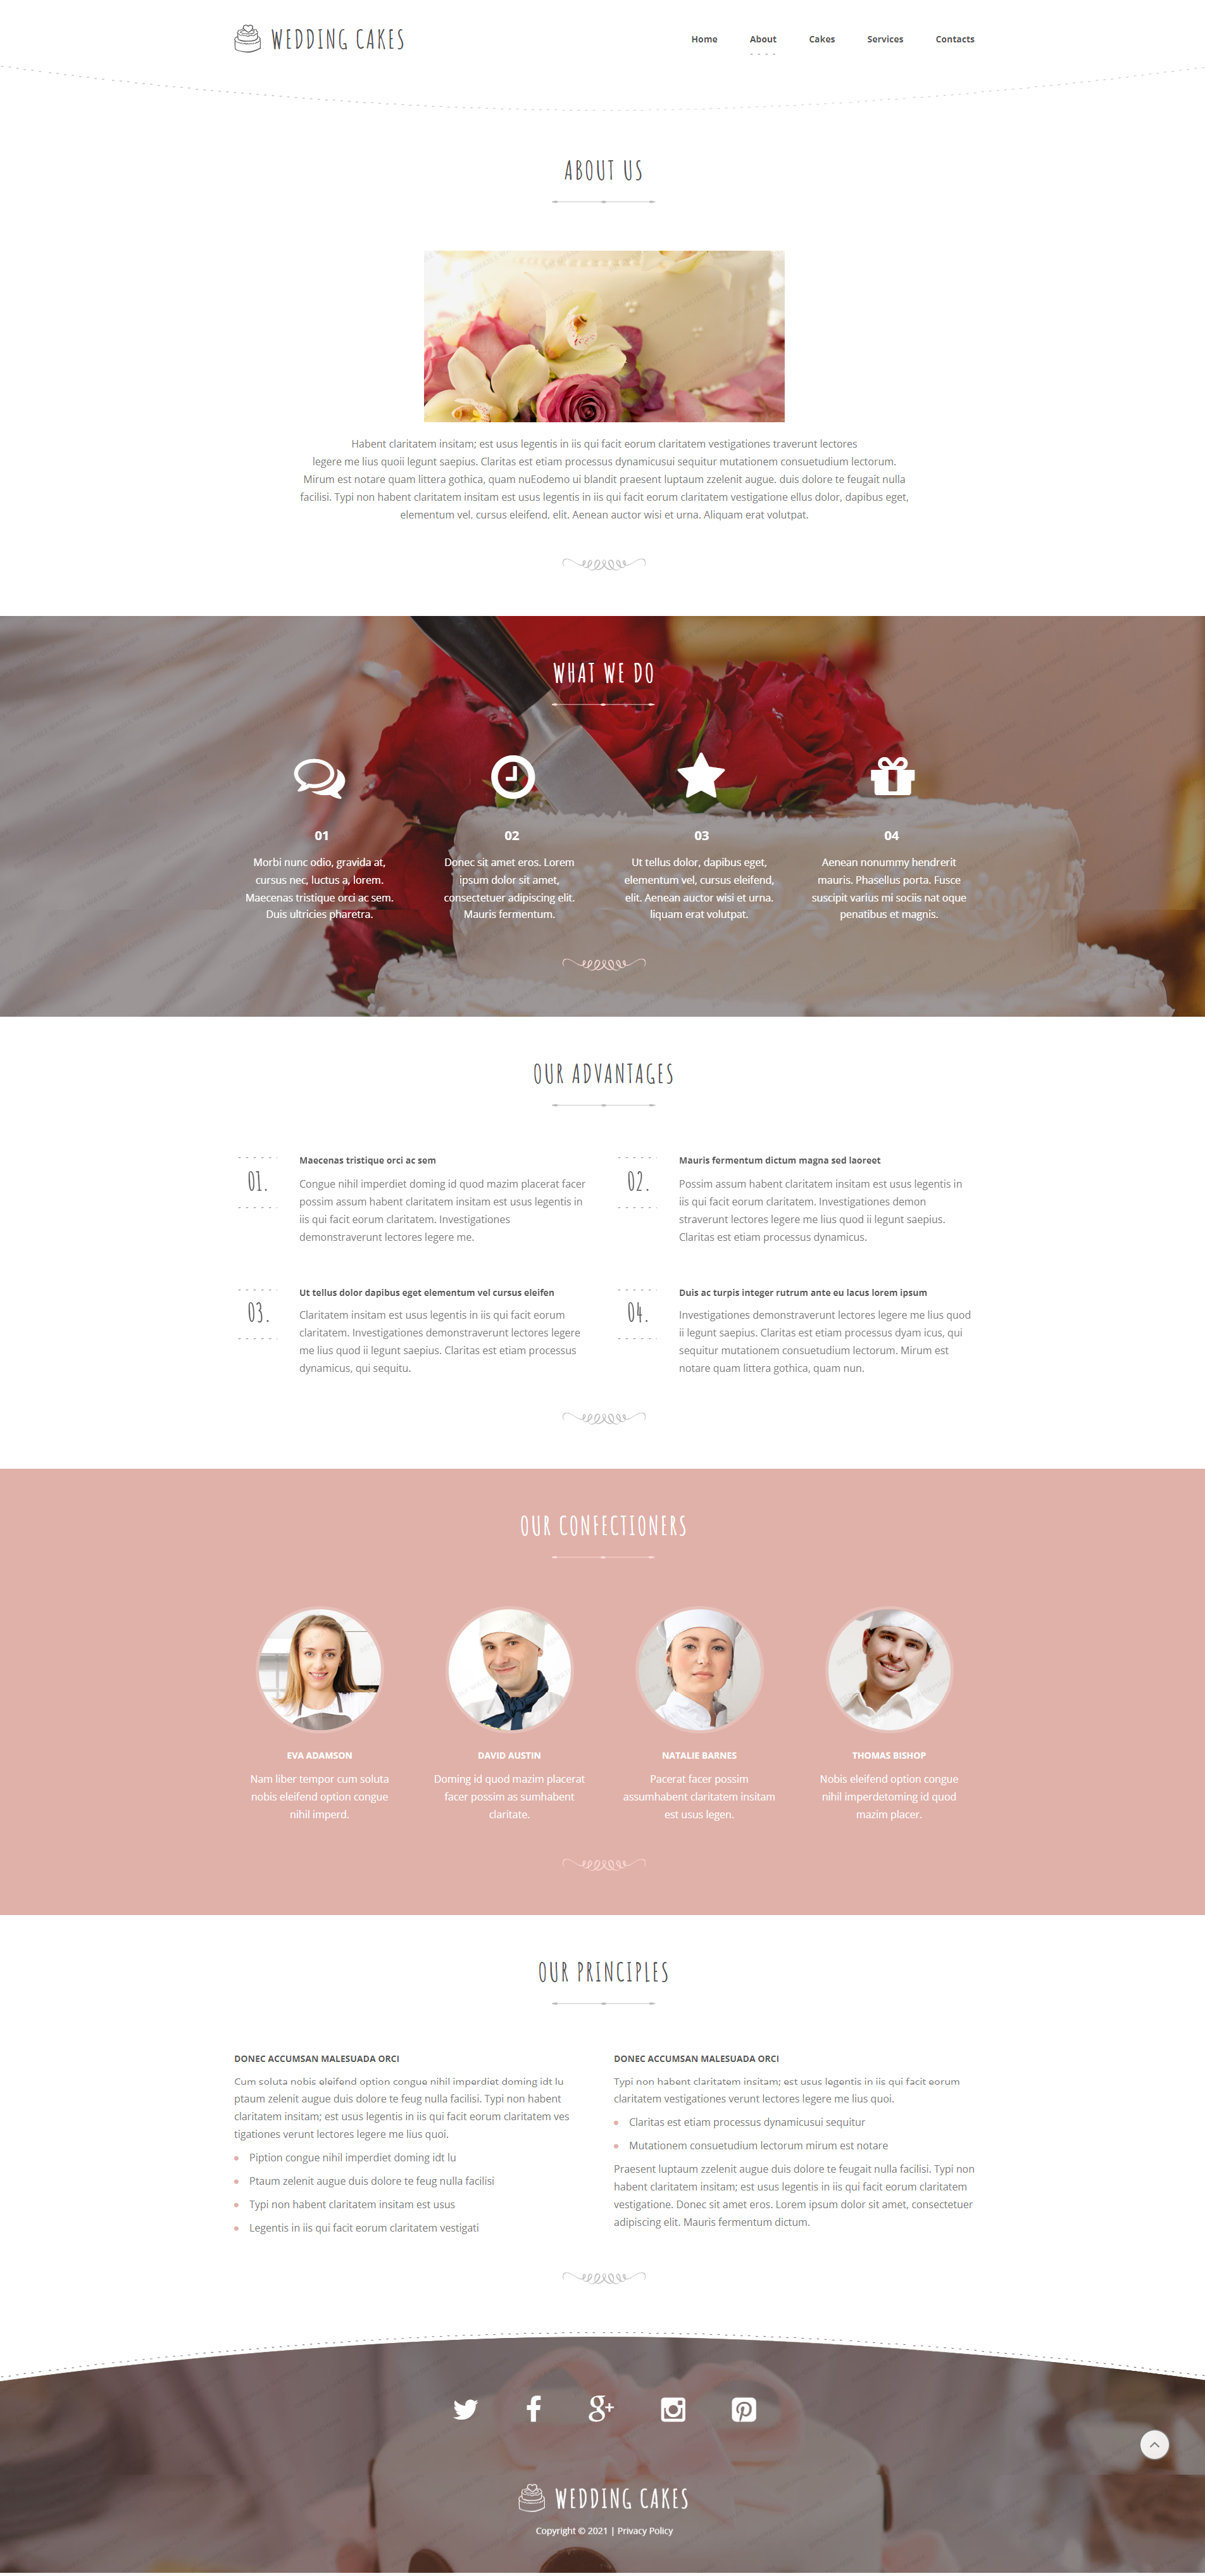 WEDDING CAKES
Home About Cakes Services Contacts
ABOUT US
Habent claritatem insitam; est usus legentis in iis qui facit eorum claritatem vestigationes traverunt lectores
legere me lius quoii legunt saepius. Claritas est etiam processus dynamicusui sequitur mutationem consuetudium lectorum.
Mirum est notare quam littera gothica, quam nuEodemo ui blandit praesent luptaum zzelenit augue. duis dolore te feugait nulla
facilisi. Typi non habent claritatem insitam est usus legentis in iis qui facit eorum claritatem vestigatione ellus dolor, dapibus eget,
elementum vel, cursus eleifend, elit. Aenean auctor wisi et urna. Aliquam erat volutpat.
WHAT WE DO
01
Morbi nunc odio, gravida at,
cursus nec, luctus a, lorem.
Maecenas tristique orci ac sem.
Duis ultricies pharetra.
02
Donec sit amet eros. Lorem
ipsum dolor sit amet,
consectetuer adipiscing elit.
Mauris fermentum.
03
Ut tellus dolor, dapibus eget,
elementum vel, cursus eleifend,
elit. Aenean auctor wisi et urna.
liquam erat volutpat.
04
Aenean nonummy hendrerit
mauris. Phasellus porta. Fusce
suscipit varius mi sociis nat oque
penatibus et magnis.
OUR ADVANTAGES
01.
Maecenas tristique orci ac sem
Congue nihil imperdiet doming id quod mazim placerat facer
possim assum habent claritatem insitam est usus legentis in
iis qui facit eorum claritatem. Investigationes
demonstraverunt lectores legere me.
02.
Mauris fermentum dictum magna sed laoreet
Possim assum habent claritatem insitam est usus legentis in
iis qui facit eorum claritatem. Investigationes demon
straverunt lectores legere me lius quod ii legunt saepius.
Claritas est etiam processus dynamicus.
03.
Ut tellus dolor dapibus eget elementum vel cursus eleifen
Claritatem insitam est usus legentis in iis qui facit eorum
claritatem. Investigationes demonstraverunt lectores legere
me lius quod ii legunt saepius. Claritas est etiam processus
dynamicus, qui sequitu.
04.
Duis ac turpis integer rutrum ante eu lacus lorem ipsum
Investigationes demonstraverunt lectores legere me lius quod
ii legunt saepius. Claritas est etiam processus dyam icus, qui
sequitur mutationem consuetudium lectorum. Mirum est
notare quam littera gothica, quam nun.
OUR CONFECTIONERS
EVA ADAMSON
Nam liber tempor cum soluta
nobis eleifend option congue
nihil imperd.
DAVID AUSTIN
Doming id quod mazim placerat
facer possim as sumhabent
claritate.
NATALIE BARNES
Pacerat facer possim
assumhabent claritatem insitam
est usus legen.
THOMAS BISHOP
Nobis eleifend option congue
nihil imperdetoming id quod
mazim placer.
OUR PRINCIPLES
DONEC ACCUMSAN MALESUADA ORCI
Cum soluta nobis eleifend option congue nihil imperdiet doming idt lu
ptaum zelenit augue duis dolore te feug nulla facilisi. Typi non habent
claritatem insitam; est usus legentis in iis qui facit eorum claritatem ves
tigationes verunt lectores legere me lius quoi.
Piption congue nihil imperdiet doming idt lu
Ptaum zelenit augue duis dolore te feug nulla facilisi
Typi non habent claritatem insitam est usus
Legentis in iis qui facit eorum claritatem vestigati
DONEC ACCUMSAN MALESUADA ORCI
Typi non habent claritatem insitam; est usus legentis in iis qui facit eorum
claritatem vestigationes verunt lectores legere me lius quoi.
Claritas est etiam processus dynamicusui sequitur
Mutationem consuetudium lectorum mirum est notare
Praesent luptaum zzelenit augue duis dolore te feugait nulla facilisi. Typi non
habent claritatem insitam; est usus legentis in iis qui facit eorum claritatem
vestigatione. Donec sit amet eros. Lorem ipsum dolor sit amet, consectetuer
adipiscing elit. Mauris fermentum dictum.
WEDDING CAKES
Copyright © 2021 | Privacy Policy